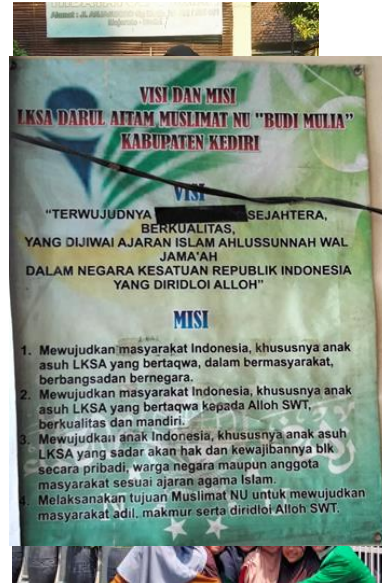 VISI DAN MISI
LKSA DARUL AITAM MUSLIMAT NU "BUDI MULIA"
KABUPATEN KEDIRI
VISI
"TERWUJUDNYA SEJAHTERA,
BERKUALITAS,
YANG DIJIWAI AJARAN ISLAM AHLUSSUNNAH WAL
JAMA'AH
DALAM NEGARA KESATUAN REPUBLIK INDONESIA
YANG DIRIDLOI ALLOH"
MISI
1. Mewujudkan masyarakat Indonesia, khususnya anak
asuh LKSA yang bertaqwa, dalam bermasyarakat,
berbangsadan bernegara.
2. Mewujudkan masyarakat Indonesia, khususnya anak
asuh LKSA yang bertaqwa kepada Alloh SWT,
berkualitas dan mandiri.
3. Mewujudkan anak Indonesia, khususnya anak asuh
LKSA yang sadar akan hak dan kewajibannya blk
secara pribadi, warga negara maupun anggota
masyarakat sesuai ajaran agama Islam.
4. Melaksanakan tujuan Muslimat NU untuk mewujudkan
masyarakat adil, makmur serta diridloi Alloh SWT.